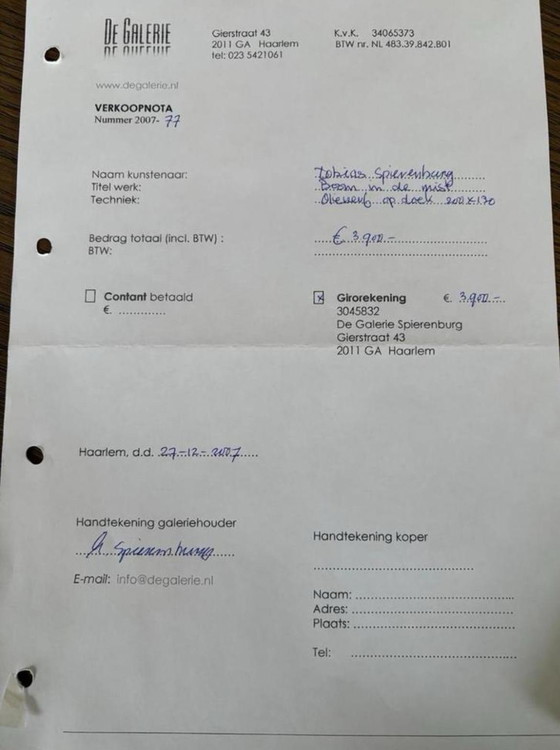 DE GALERIE
Gierstraat 43
2011 GA Haarlem
tel: 023 5421061
K.v.K. 34065373
BTW nr. NL 483.39.842.B01
www.degalerie.nl
VERKOOPNOTA
Nummer 2007- 77
Naam kunstenaar: Tobias Spierenburg
Titel werk: Boom in de mist
Techniek: Olieverf op doek 200 x 130
Bedrag totaal (incl. BTW) : € 3.900.-
BTW:
Contant betaald
€. .............
Girorekening €. 3.900.-
3045832
De Galerie Spierenburg
Gierstraat 43
2011 GA Haarlem
Haarlem, d.d. 27-12-2007
Handtekening galeriehouder
Spierenburg
E-mail: info@degalerie.nl
Handtekening koper
Naam:
Adres:
Plaats:
Tel: